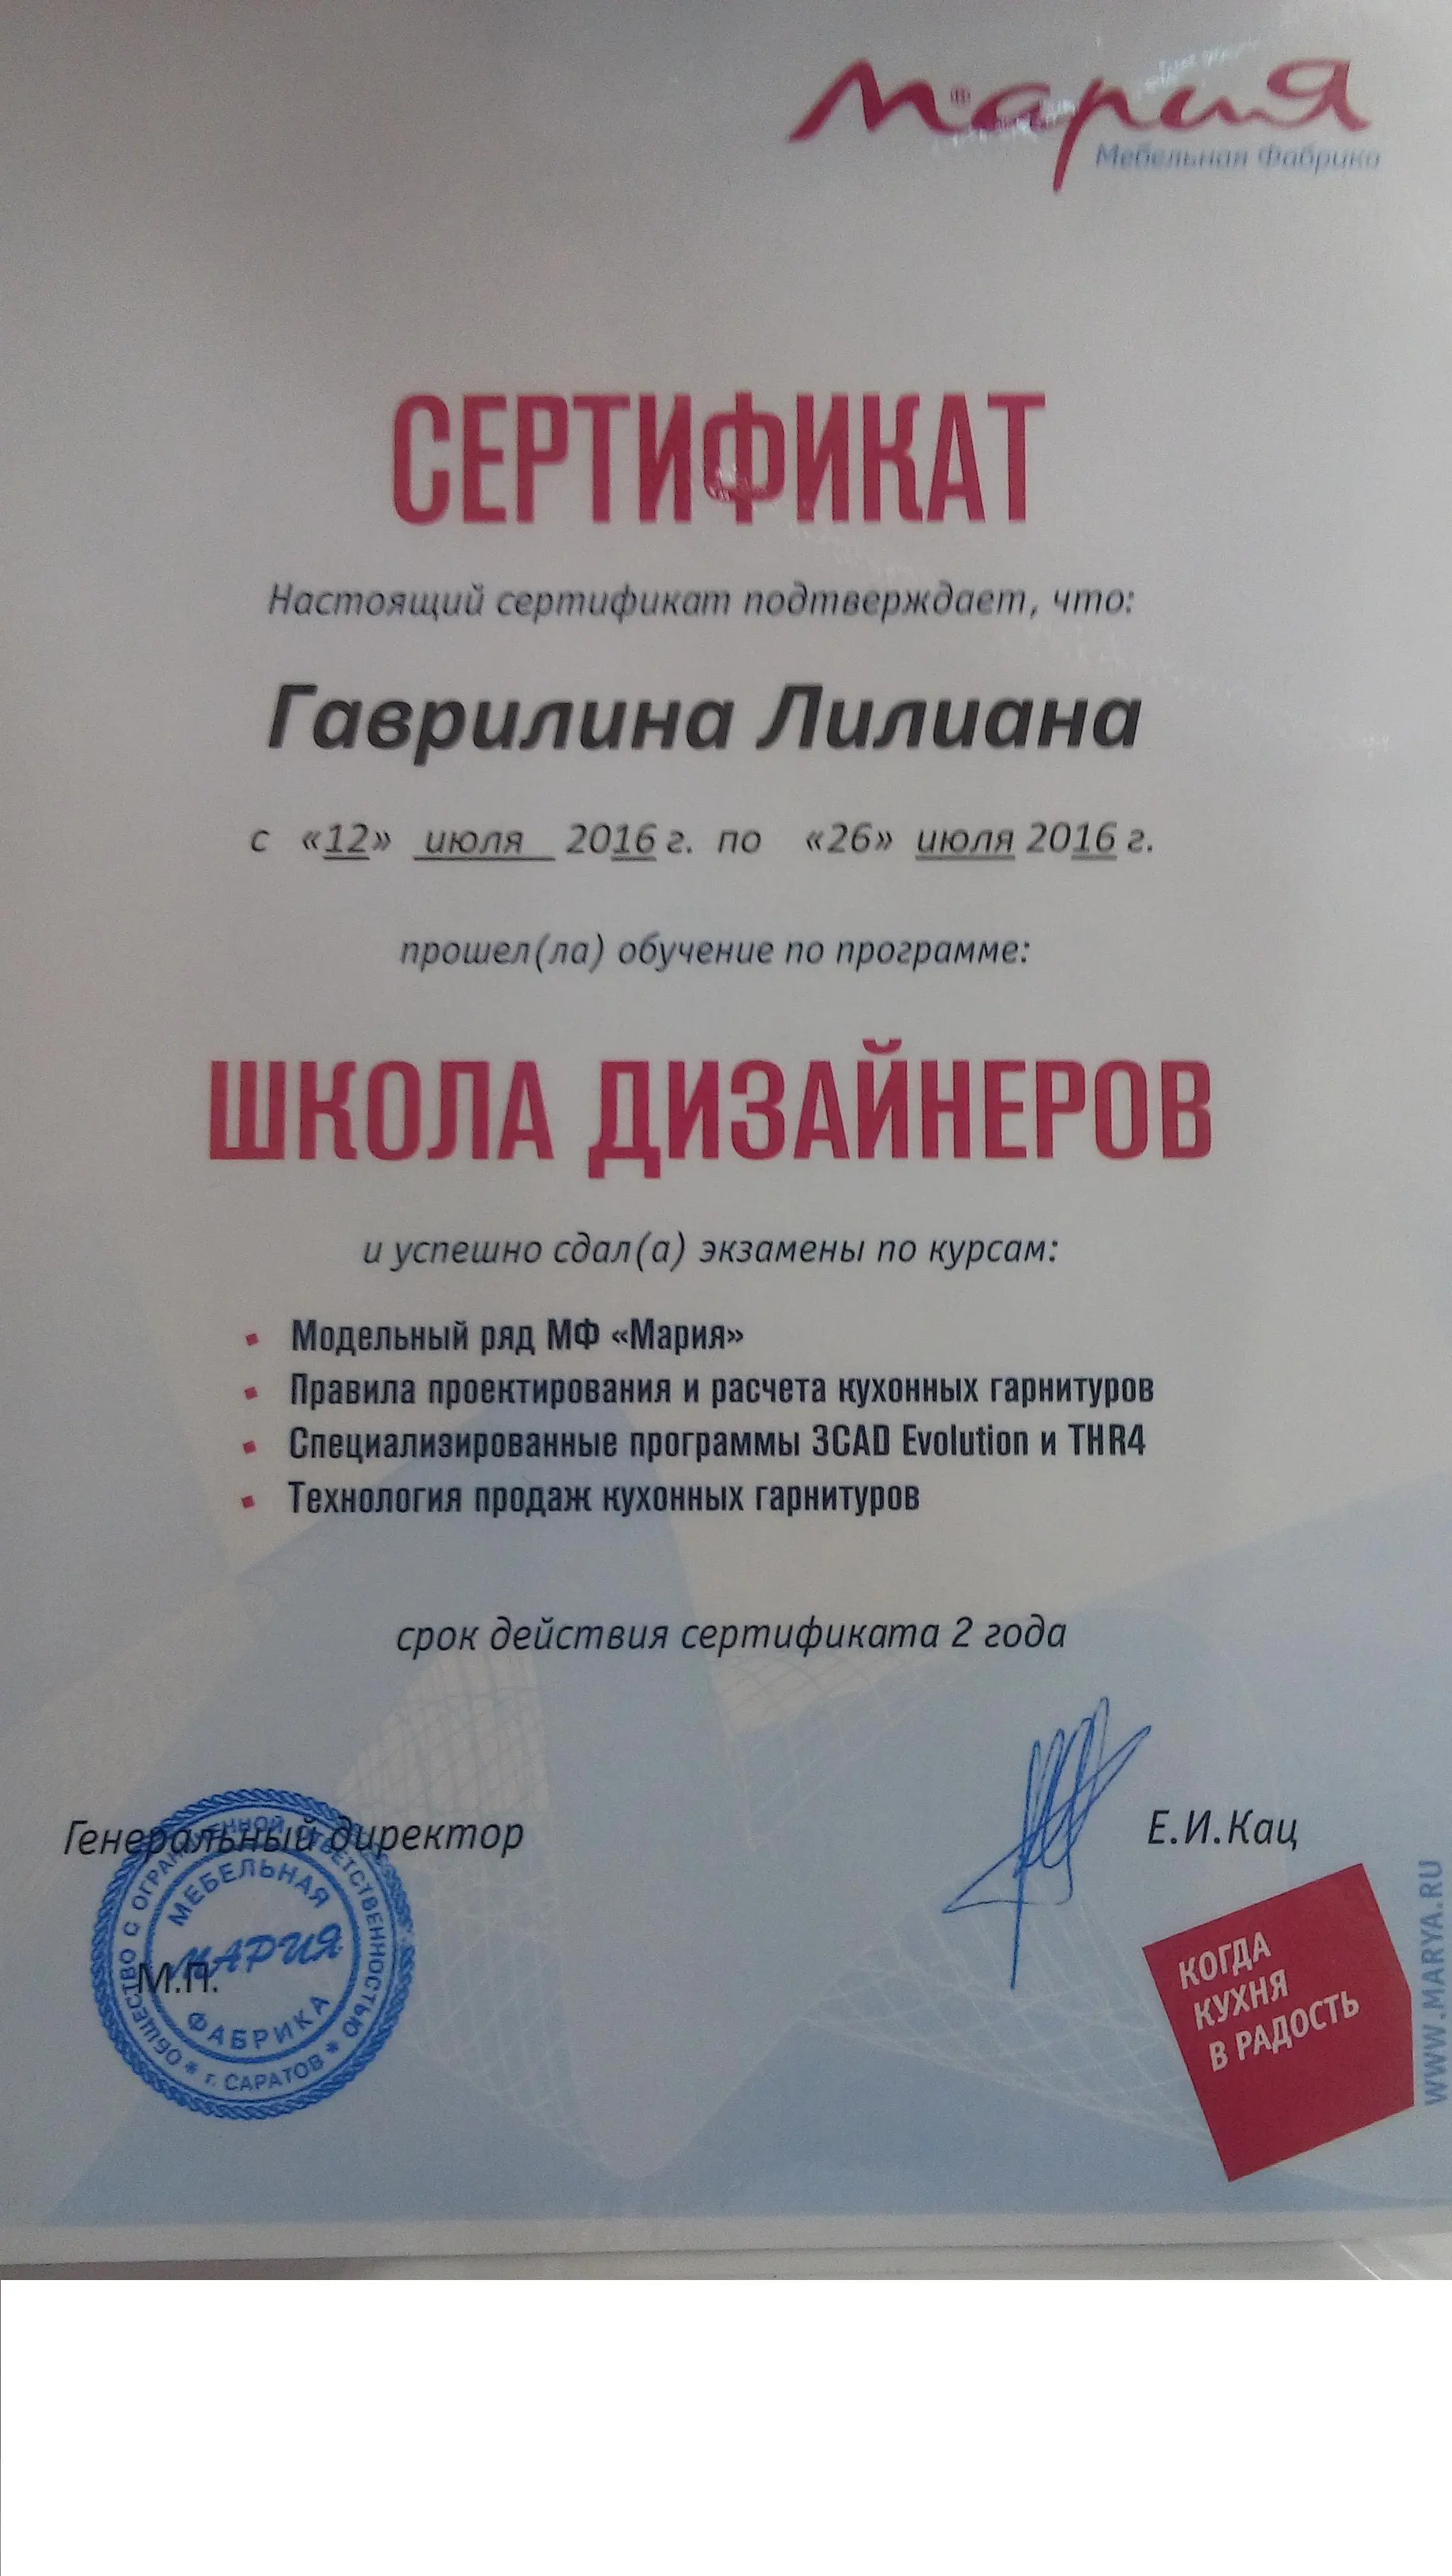 Мария
Мебельная Фабрика
СЕРТИФИКАТ
Настоящий сертификат подтверждает, что:
Гаврилина Лилиана
с «12» июля 2016 г. по «26» июля 2016 г.
прошел(ла) обучение по программе:
ШКОЛА ДИЗАЙНЕРОВ
и успешно сдал(а) экзамены по курсам:
▪ Модельный ряд МФ «Мария»
▪ Правила проектирования и расчета кухонных гарнитуров
▪ Специализированные программы 3CAD Evolution и THR4
▪ Технология продаж кухонных гарнитуров
срок действия сертификата 2 года
Генеральный директор
Е.И.Кац
М.П.
ОБЩЕСТВО С ОГРАНИЧЕННОЙ ОТВЕТСТВЕННОСТЬЮ
* г. САРАТОВ *
МЕБЕЛЬНАЯ
МАРИЯ
ФАБРИКА
КОГДА
КУХНЯ
В РАДОСТЬ
WWW.MARYA.RU